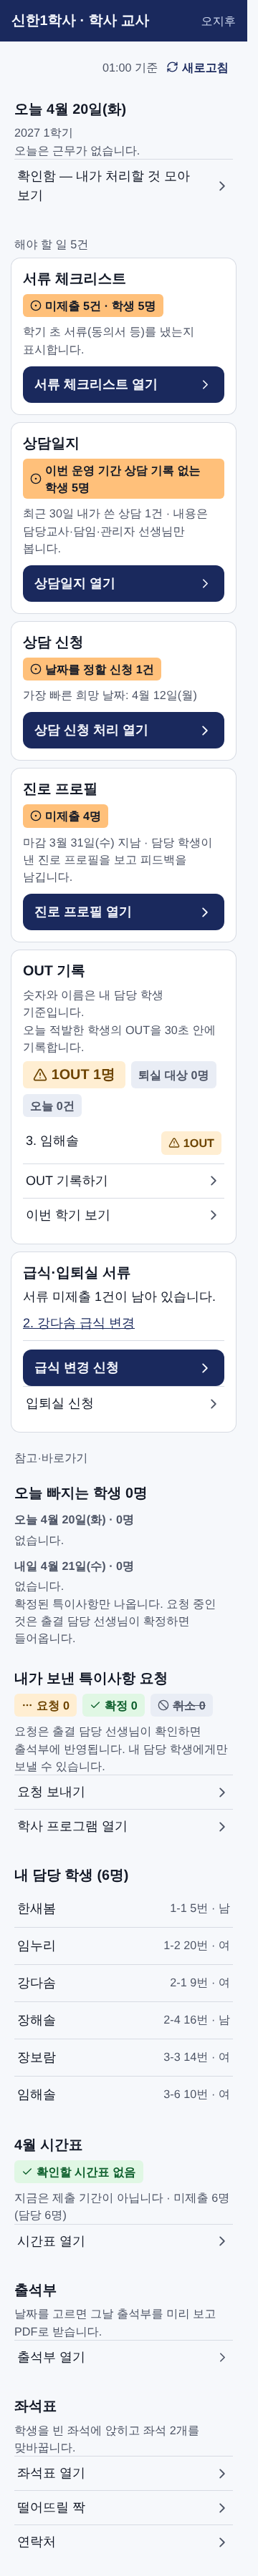 신한1학사 · 학사 교사
오지후
01:00 기준
새로고침
오늘 4월 20일(화)
2027 1학기
오늘은 근무가 없습니다.
확인함 — 내가 처리할 것 모아
보기
해야 할 일 5건
서류 체크리스트
미제출 5건 · 학생 5명
학기 초 서류(동의서 등)를 냈는지
표시합니다.
서류 체크리스트 열기
상담일지
이번 운영 기간 상담 기록 없는
학생 5명
최근 30일 내가 쓴 상담 1건 · 내용은
담당교사·담임·관리자 선생님만
봅니다.
상담일지 열기
상담 신청
날짜를 정할 신청 1건
가장 빠른 희망 날짜: 4월 12일(월)
상담 신청 처리 열기
진로 프로필
미제출 4명
마감 3월 31일(수) 지남 · 담당 학생이
낸 진로 프로필을 보고 피드백을
남깁니다.
진로 프로필 열기
OUT 기록
숫자와 이름은 내 담당 학생
기준입니다.
오늘 적발한 학생의 OUT을 30초 안에
기록합니다.
1OUT 1명
퇴실 대상 0명
오늘 0건
3. 임해솔
1OUT
OUT 기록하기
이번 학기 보기
급식·입퇴실 서류
서류 미제출 1건이 남아 있습니다.
2. 강다솜 급식 변경
급식 변경 신청
입퇴실 신청
참고·바로가기
오늘 빠지는 학생 0명
오늘 4월 20일(화) · 0명
없습니다.
내일 4월 21일(수) · 0명
없습니다.
확정된 특이사항만 나옵니다. 요청 중인
것은 출결 담당 선생님이 확정하면
들어옵니다.
내가 보낸 특이사항 요청
요청 0
확정 0
취소 0
요청은 출결 담당 선생님이 확인하면
출석부에 반영됩니다. 내 담당 학생에게만
보낼 수 있습니다.
요청 보내기
학사 프로그램 열기
내 담당 학생 (6명)
한새봄
1-1 5번 · 남
임누리
1-2 20번 · 여
강다솜
2-1 9번 · 여
장해솔
2-4 16번 · 남
장보람
3-3 14번 · 여
임해솔
3-6 10번 · 여
4월 시간표
확인할 시간표 없음
지금은 제출 기간이 아닙니다 · 미제출 6명
(담당 6명)
시간표 열기
출석부
날짜를 고르면 그날 출석부를 미리 보고
PDF로 받습니다.
출석부 열기
좌석표
학생을 빈 좌석에 앉히고 좌석 2개를
맞바꿉니다.
좌석표 열기
떨어뜨릴 짝
연락처